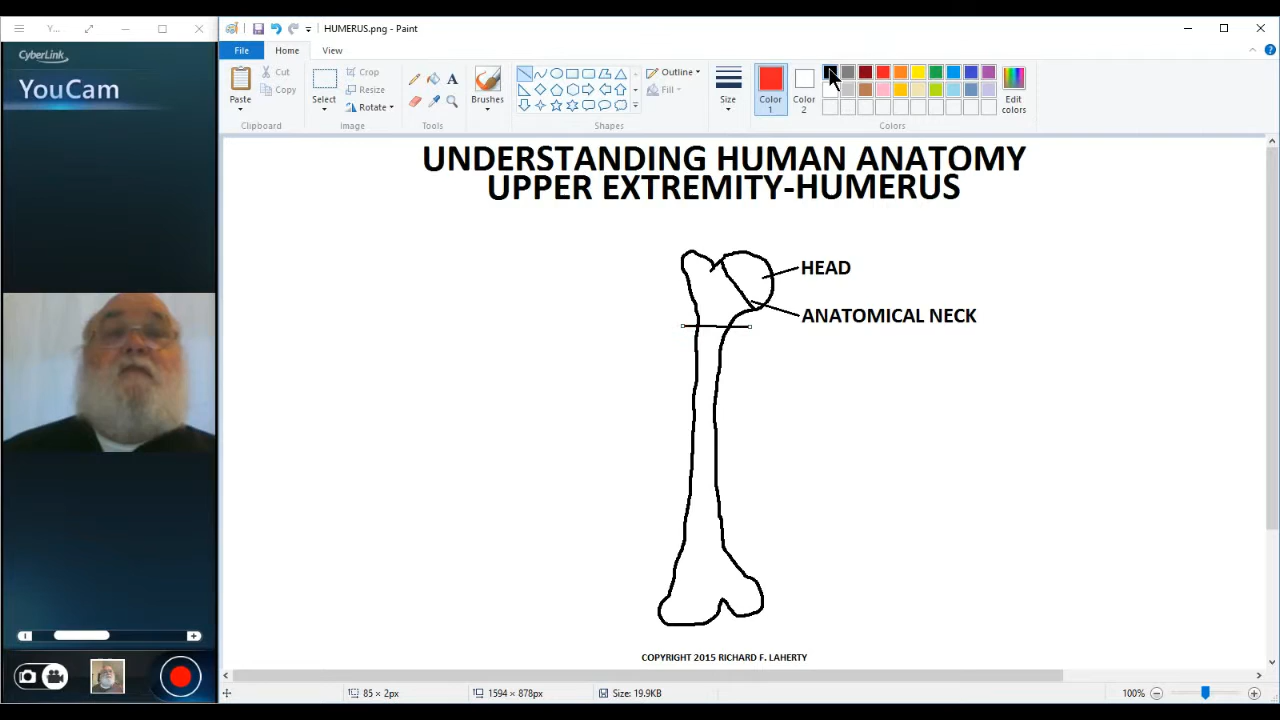 Y...
HUMERUS.png - Paint
CyberLink
YouCam
File
Home
View
Paste
Cut
Copy
Clipboard
Select
Crop
Resize
Rotate
Image
A
Tools
Brushes
Outline
Fill
Shapes
Size
Color
1
Color
2
Edit
colors
Colors
UNDERSTANDING HUMAN ANATOMY
UPPER EXTREMITY-HUMERUS
HEAD
ANATOMICAL NECK
COPYRIGHT 2015 RICHARD F. LAHERTY
85 × 2px
1594 × 878px
Size: 19.9KB
100%